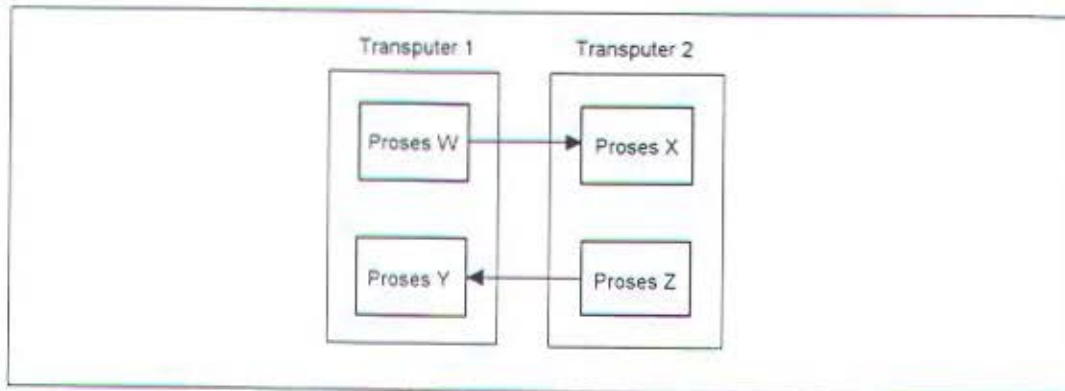 Transputer 1
Transputer 2
Proses W
Proses X
Proses Y
Proses Z